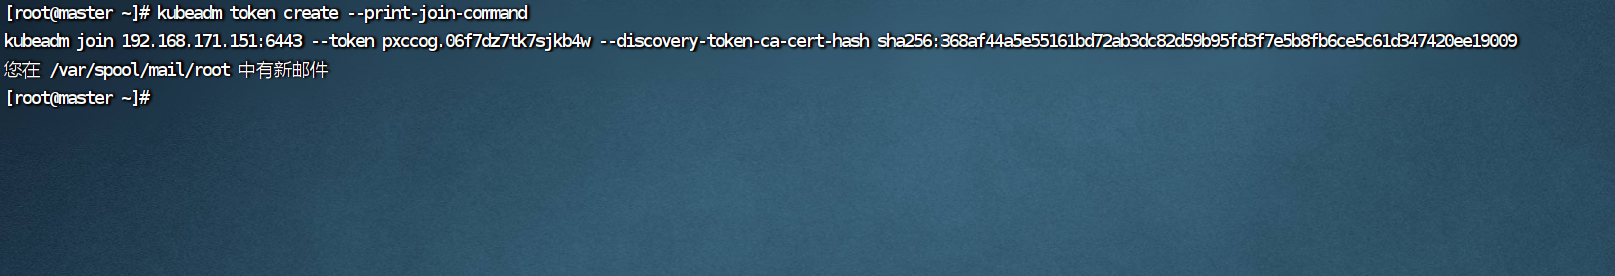 [root@master ~]# kubeadm token create --print-join-command
kubeadm join 192.168.171.151:6443 --token pxccog.06f7dz7tk7sjkb4w --discovery-token-ca-cert-hash sha256:368af44a5e55161bd72ab3dc82d59b95fd3f7e5b8fb6ce5c61d347420ee19009
您在 /var/spool/mail/root 中有新邮件
[root@master ~]#